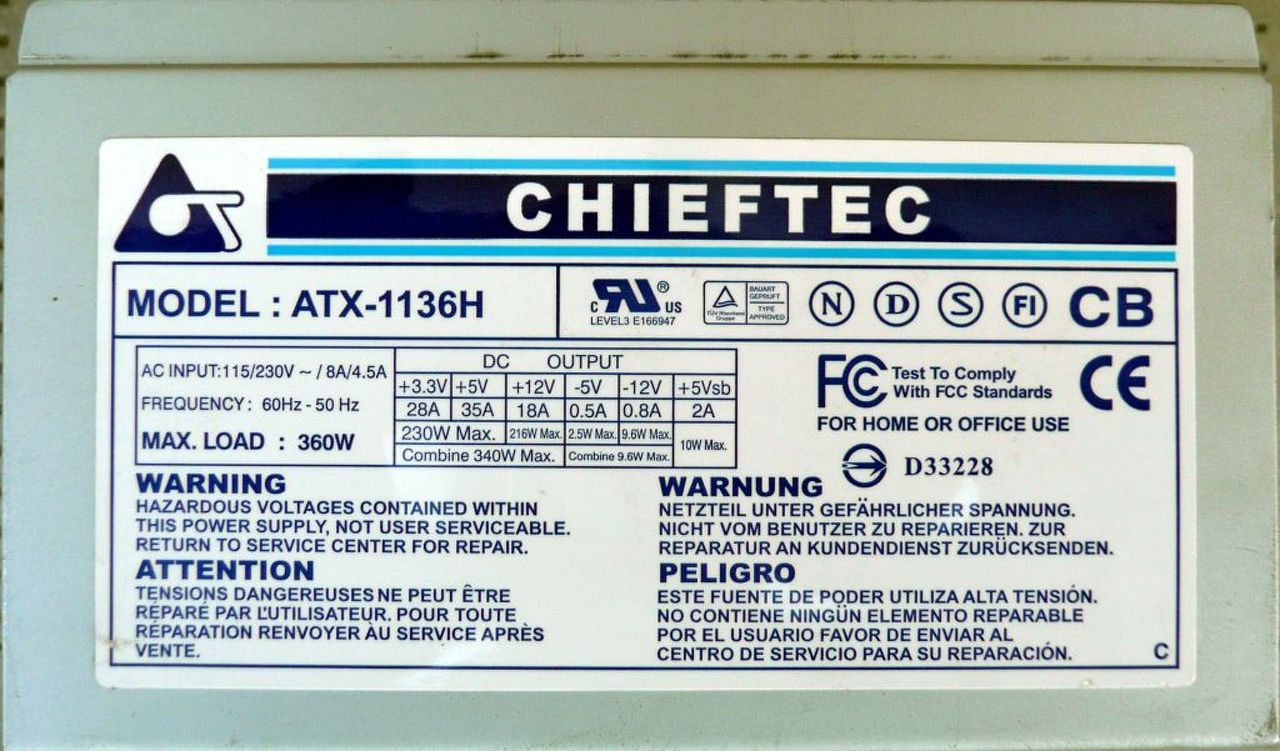 CHIEFTEC
MODEL : ATX-1136H
C RU ® US
LEVEL3 E166947
TÜV Rheinland
Gruppe
BAUART
GEPRÜFT
TYPE
APPROVED
N D S FI CB
AC INPUT:115/230V ~ / 8A/4.5A
FREQUENCY : 60Hz - 50 Hz
MAX. LOAD : 360W
DC OUTPUT
+3.3V +5V +12V -5V -12V +5Vsb
28A 35A 18A 0.5A 0.8A 2A
230W Max. 216W Max. 2.5W Max. 9.6W Max. 10W Max.
Combine 340W Max. Combine 9.6W Max.
FC Test To Comply
With FCC Standards
CE
FOR HOME OR OFFICE USE
D33228
WARNING
HAZARDOUS VOLTAGES CONTAINED WITHIN
THIS POWER SUPPLY, NOT USER SERVICEABLE.
RETURN TO SERVICE CENTER FOR REPAIR.
ATTENTION
TENSIONS DANGEREUSES NE PEUT ÊTRE
RÉPARÉ PAR L'UTILISATEUR. POUR TOUTE
RÉPARATION RENVOYER ÀU SERVICE APRÈS
VENTE.
WARNUNG
NETZTEIL UNTER GEFÄHRLICHER SPANNUNG.
NICHT VOM BENUTZER ZU REPARIEREN. ZUR
REPARATUR AN KUNDENDIENST ZURÜCKSENDEN.
PELIGRO
ESTE FUENTE DE PODER UTILIZA ALTA TENSIÓN.
NO CONTIENE NINGÜN ELEMENTO REPARABLE
POR EL USUARIO FAVOR DE ENVIAR AL
CENTRO DE SERVICIO PARA SU REPARACIÓN.
C